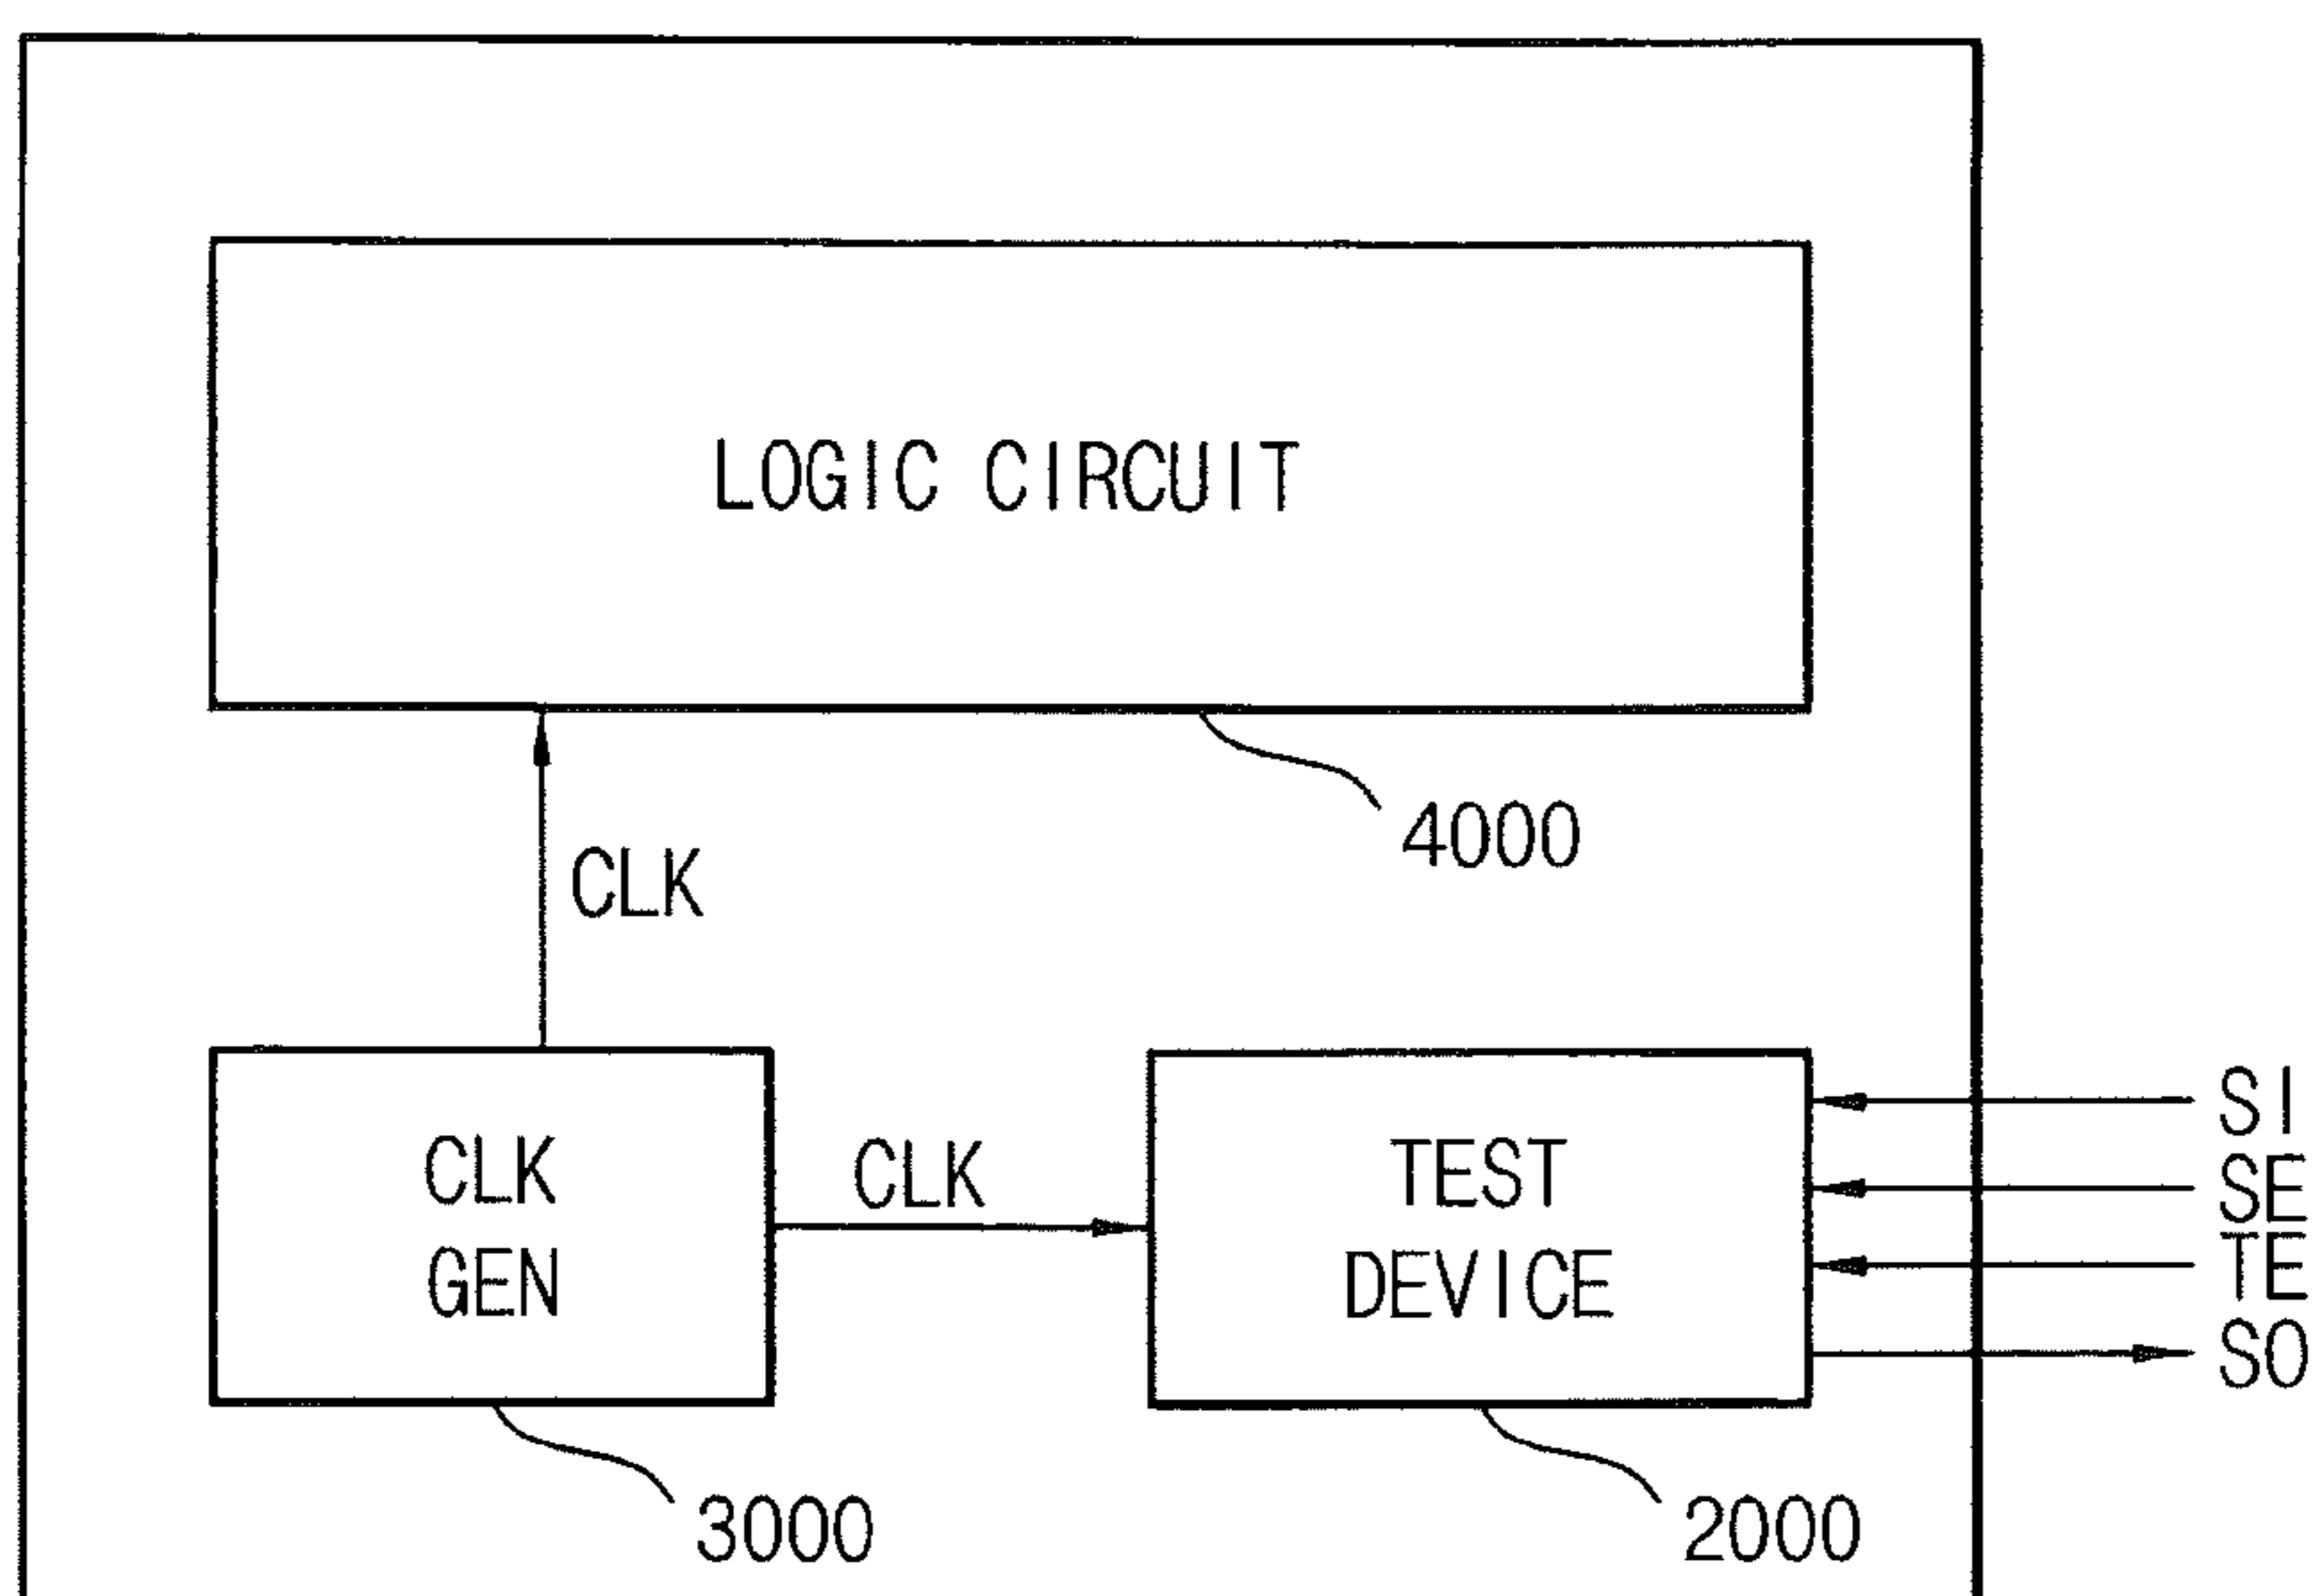 LOGIC CIRCUIT
4000
CLK
CLK
GEN
CLK
TEST
DEVICE
SI
SE
TE
SO
3000
2000